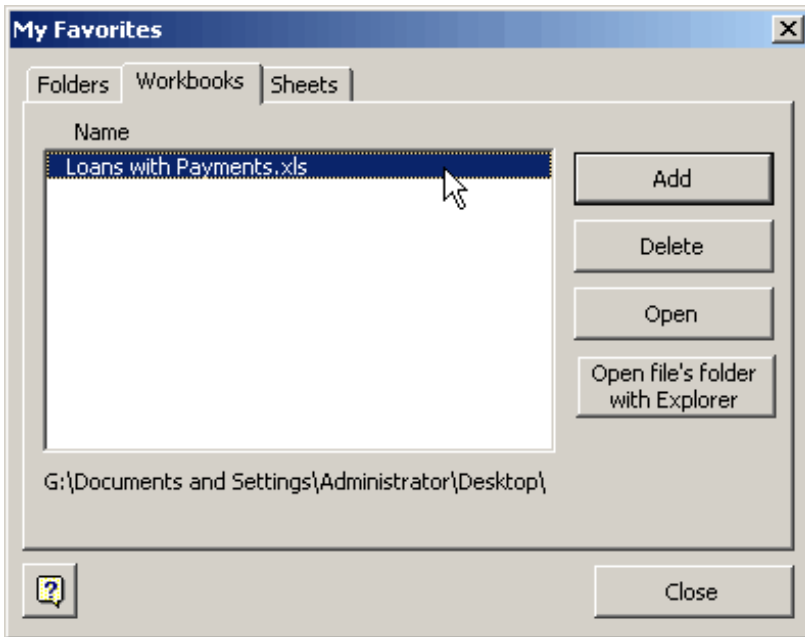 My Favorites
Folders Workbooks Sheets
Name
Loans with Payments.xls
Add
Delete
Open
Open file's folder
with Explorer
G:\Documents and Settings\Administrator\Desktop\
?
Close